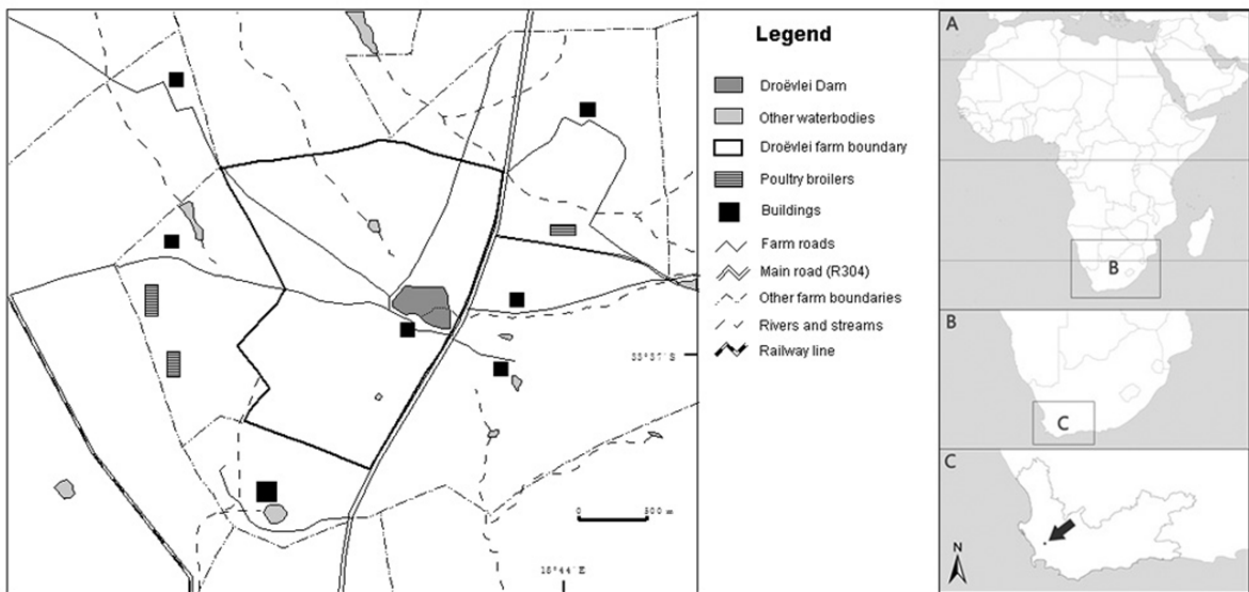 Legend
Droëvlei Dam
Other waterbodies
Droëvlei farm boundary
Poultry broilers
Buildings
Farm roads
Main road (R304)
Other farm boundaries
Rivers and streams
Railway line
33°37´S
0 500 m
18°44´E
A
B
B
C
C
N